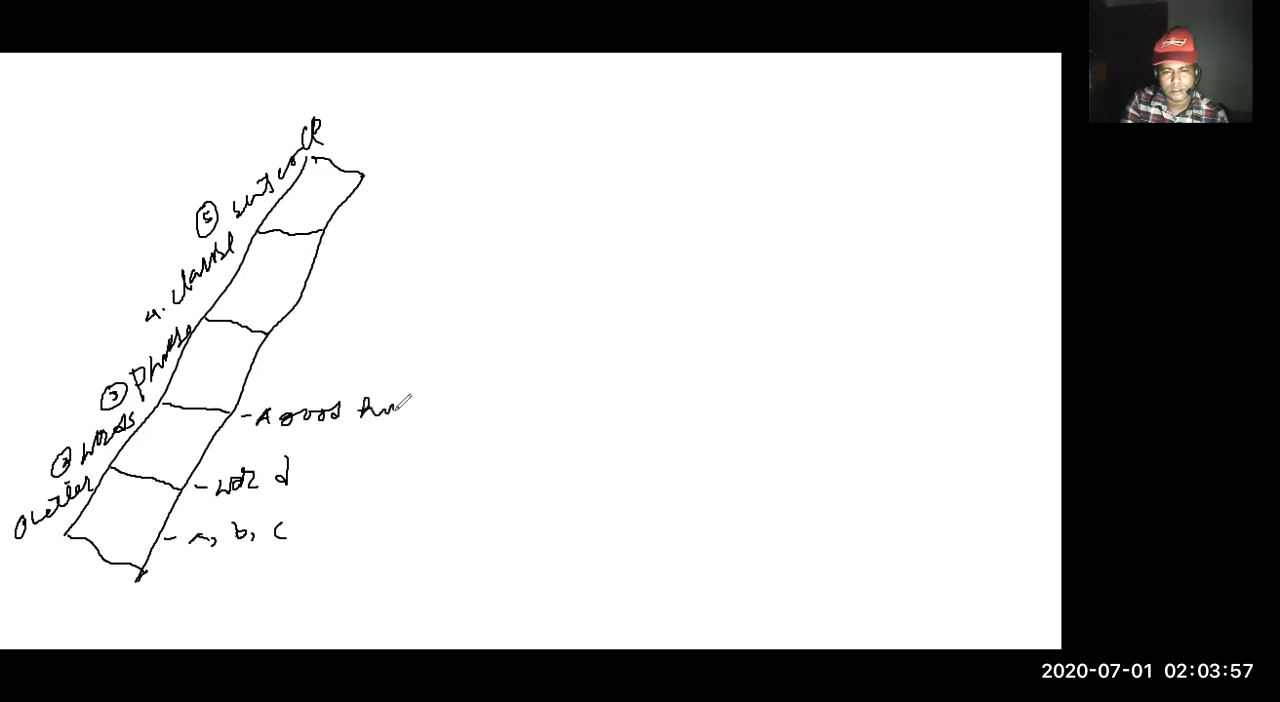 ⑤ sentence
4. clause
③ phrase
② words
① letter
- A good
- word
- a, b, c
2020-07-01 02:03:57